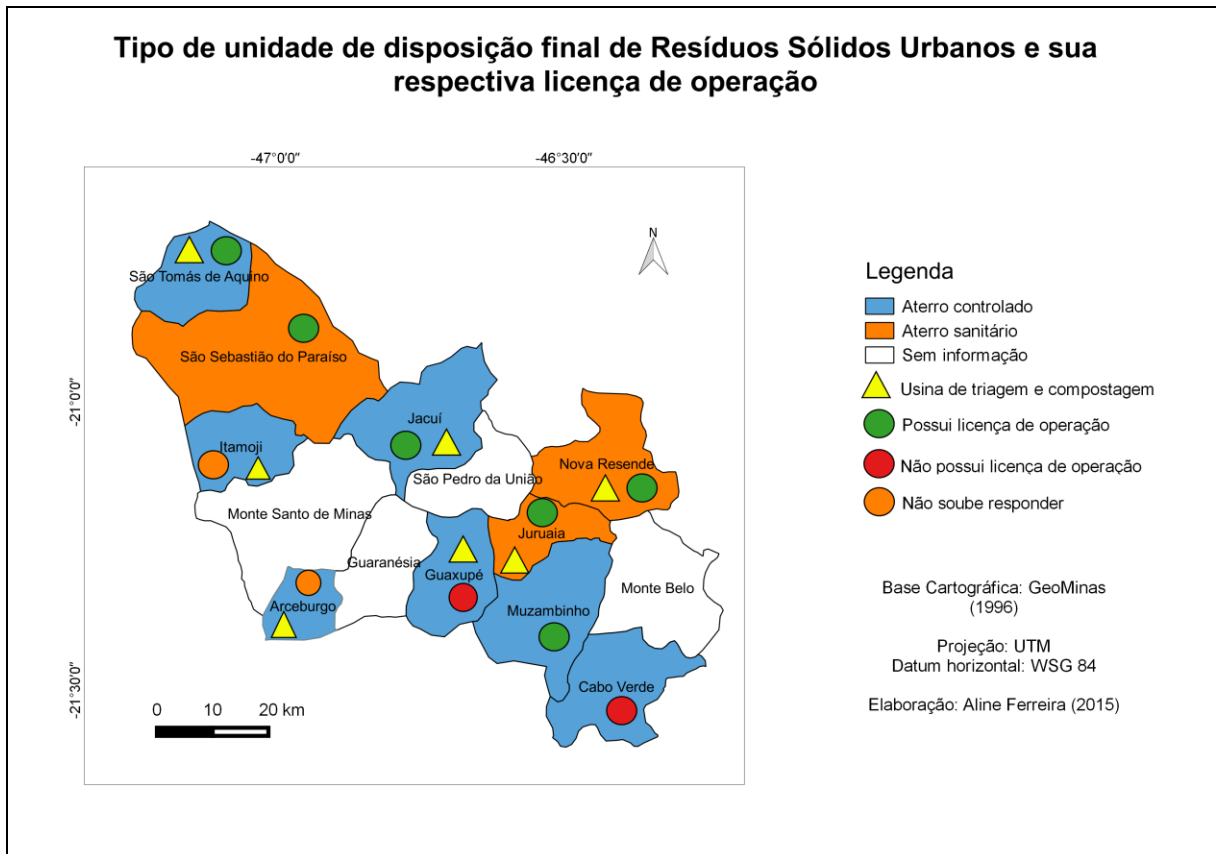 Tipo de unidade de disposição final de Resíduos Sólidos Urbanos e sua
respectiva licença de operação
-47°0'0"
-46°30'0"
N
São Tomás de Aquino
São Sebastião do Paraíso
-21°0'0"
Jacuí
Itamoji
Nova Resende
São Pedro da União
Monte Santo de Minas
Juruaia
Guaranésia
Guaxupé
Monte Belo
Arceburgo
Muzambinho
-21°30'0"
Cabo Verde
0 10 20 km
Legenda
Aterro controlado
Aterro sanitário
Sem informação
Usina de triagem e compostagem
Possui licença de operação
Não possui licença de operação
Não soube responder
Base Cartográfica: GeoMinas
(1996)
Projeção: UTM
Datum horizontal: WSG 84
Elaboração: Aline Ferreira (2015)